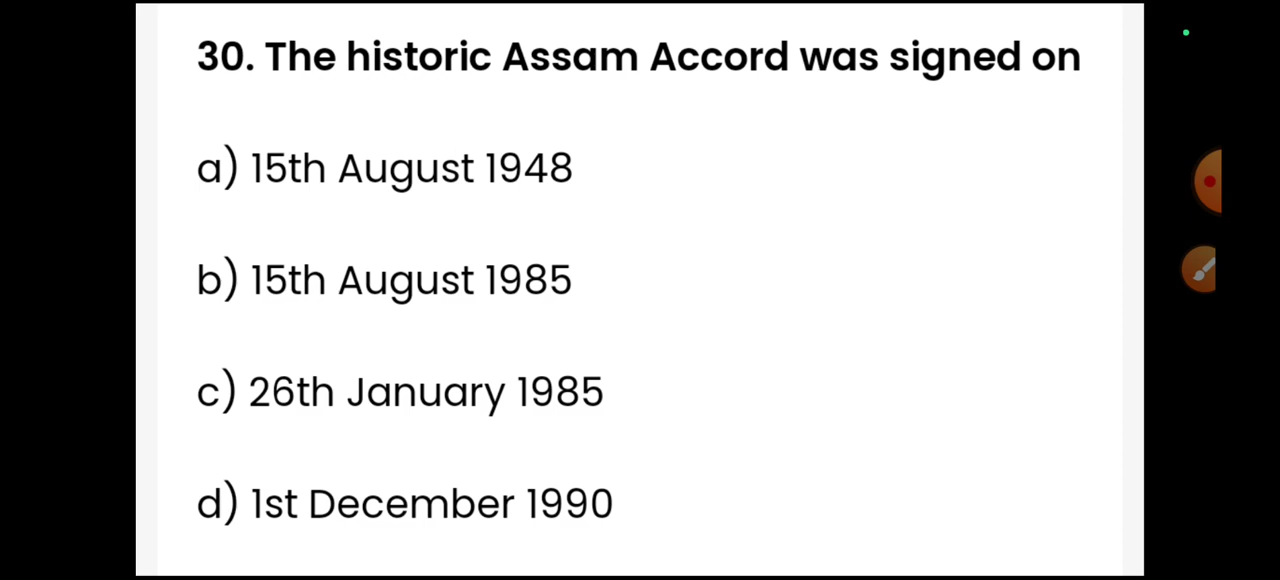 30. The historic Assam Accord was signed on
a) 15th August 1948
b) 15th August 1985
c) 26th January 1985
d) 1st December 1990